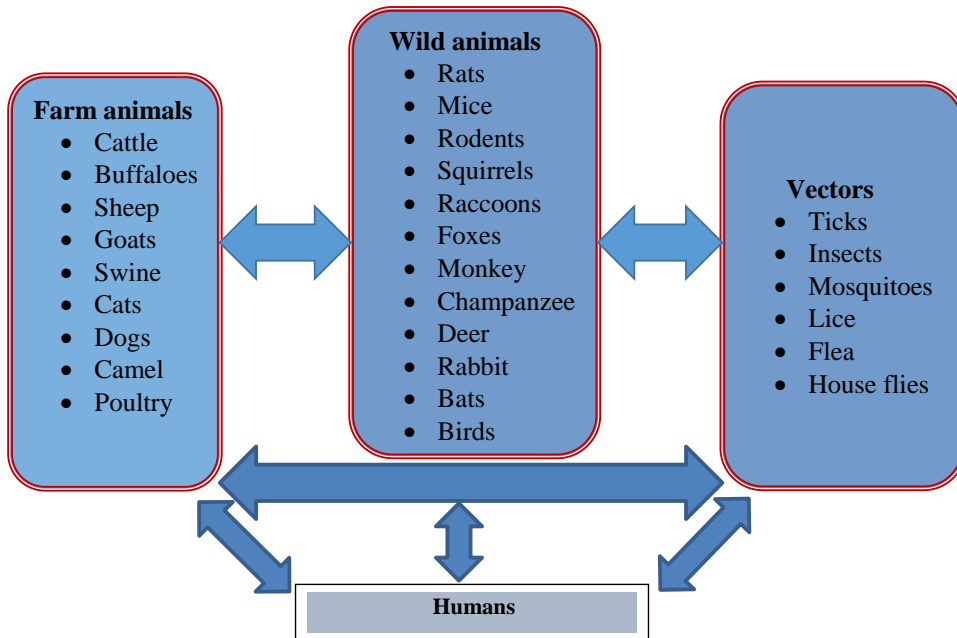 Farm animals
• Cattle
• Buffaloes
• Sheep
• Goats
• Swine
• Cats
• Dogs
• Camel
• Poultry
Wild animals
• Rats
• Mice
• Rodents
• Squirrels
• Raccoons
• Foxes
• Monkey
• Champanzee
• Deer
• Rabbit
• Bats
• Birds
Vectors
• Ticks
• Insects
• Mosquitoes
• Lice
• Flea
• House flies
Humans